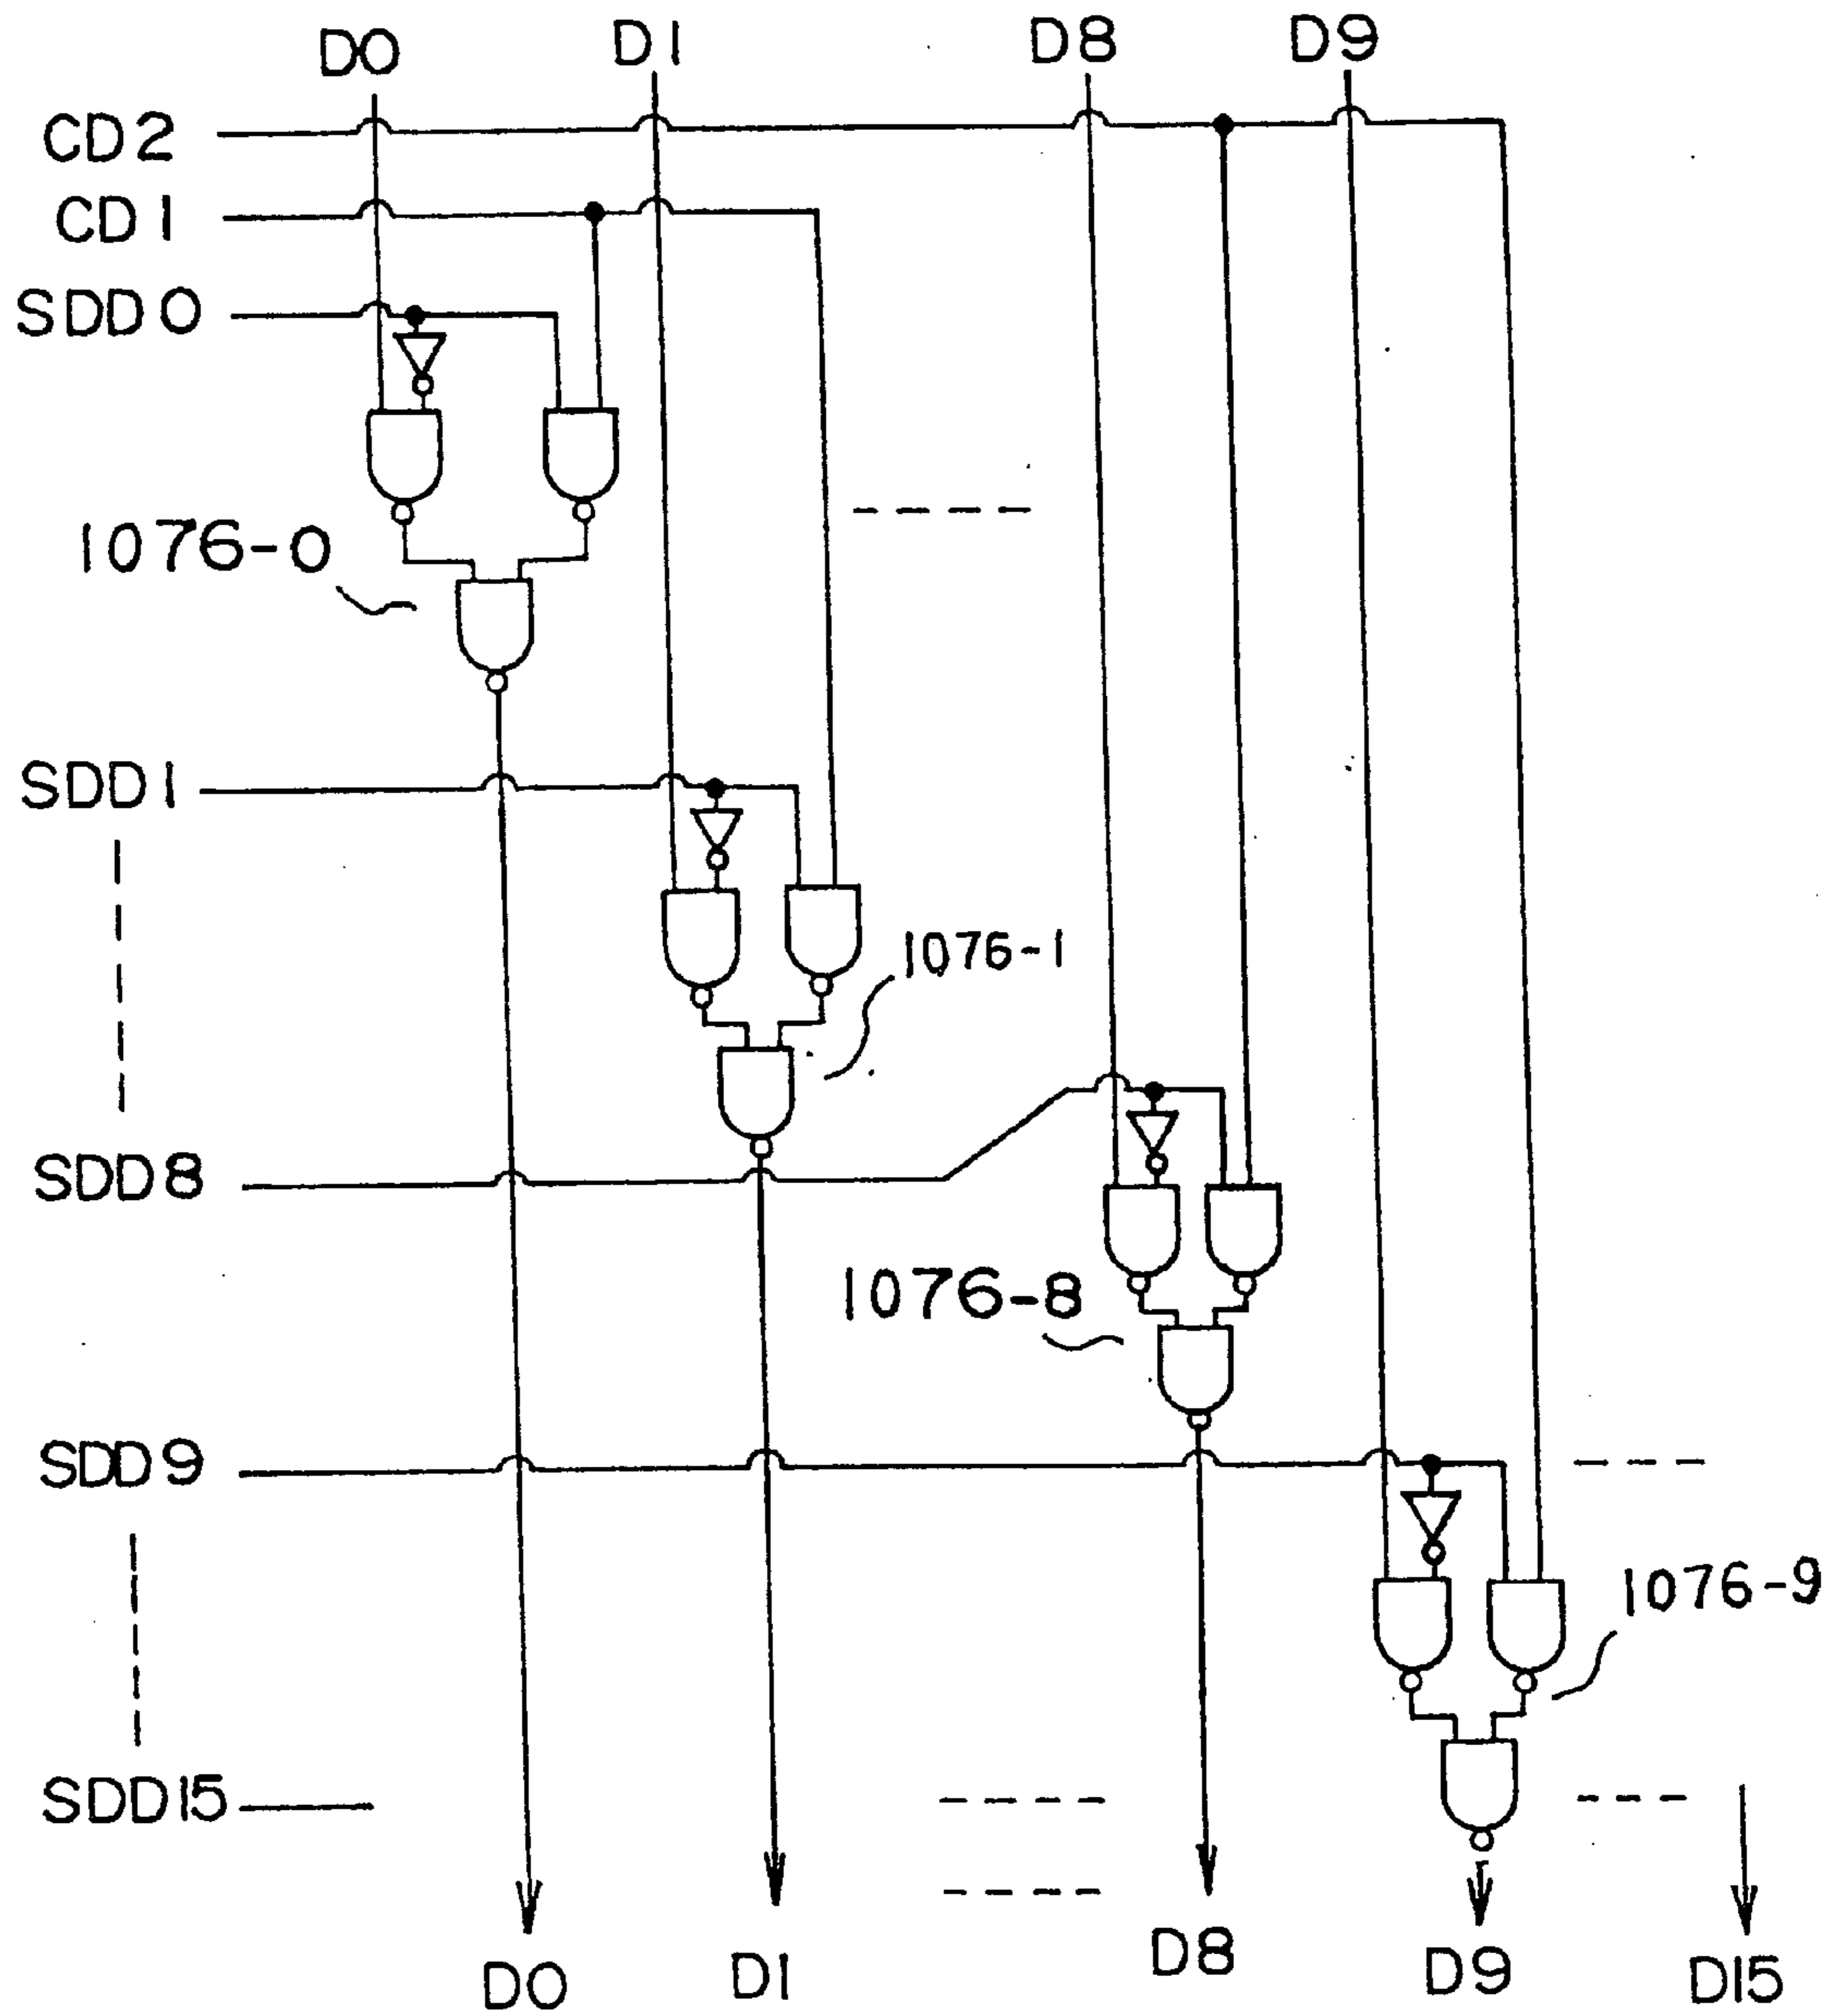 D0 D1 D8 D9
CD2
CD1
SDD0
1076-0
SDD1
1076-1
SDD8
1076-8
SDD9
1076-9
SDD15
D0 D1 D8 D9 D15